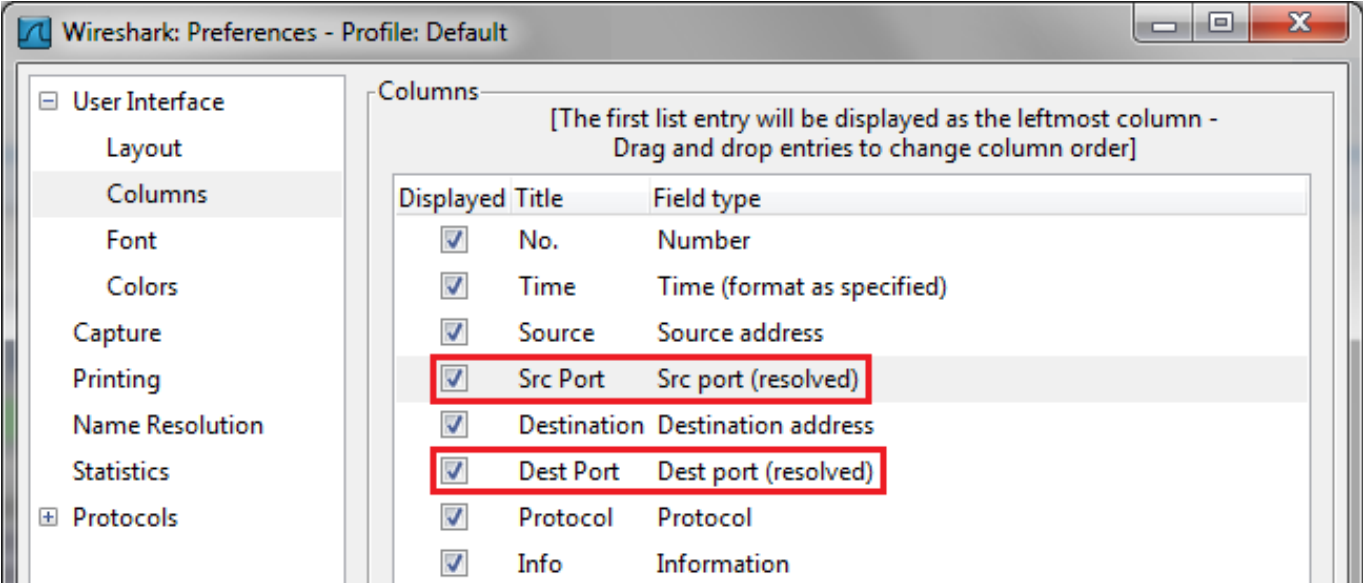 Wireshark: Preferences - Profile: Default
User Interface
Layout
Columns
Font
Colors
Capture
Printing
Name Resolution
Statistics
Protocols
Columns
[The first list entry will be displayed as the leftmost column -
Drag and drop entries to change column order]
Displayed Title Field type
No. Number
Time Time (format as specified)
Source Source address
Src Port Src port (resolved)
Destination Destination address
Dest Port Dest port (resolved)
Protocol Protocol
Info Information